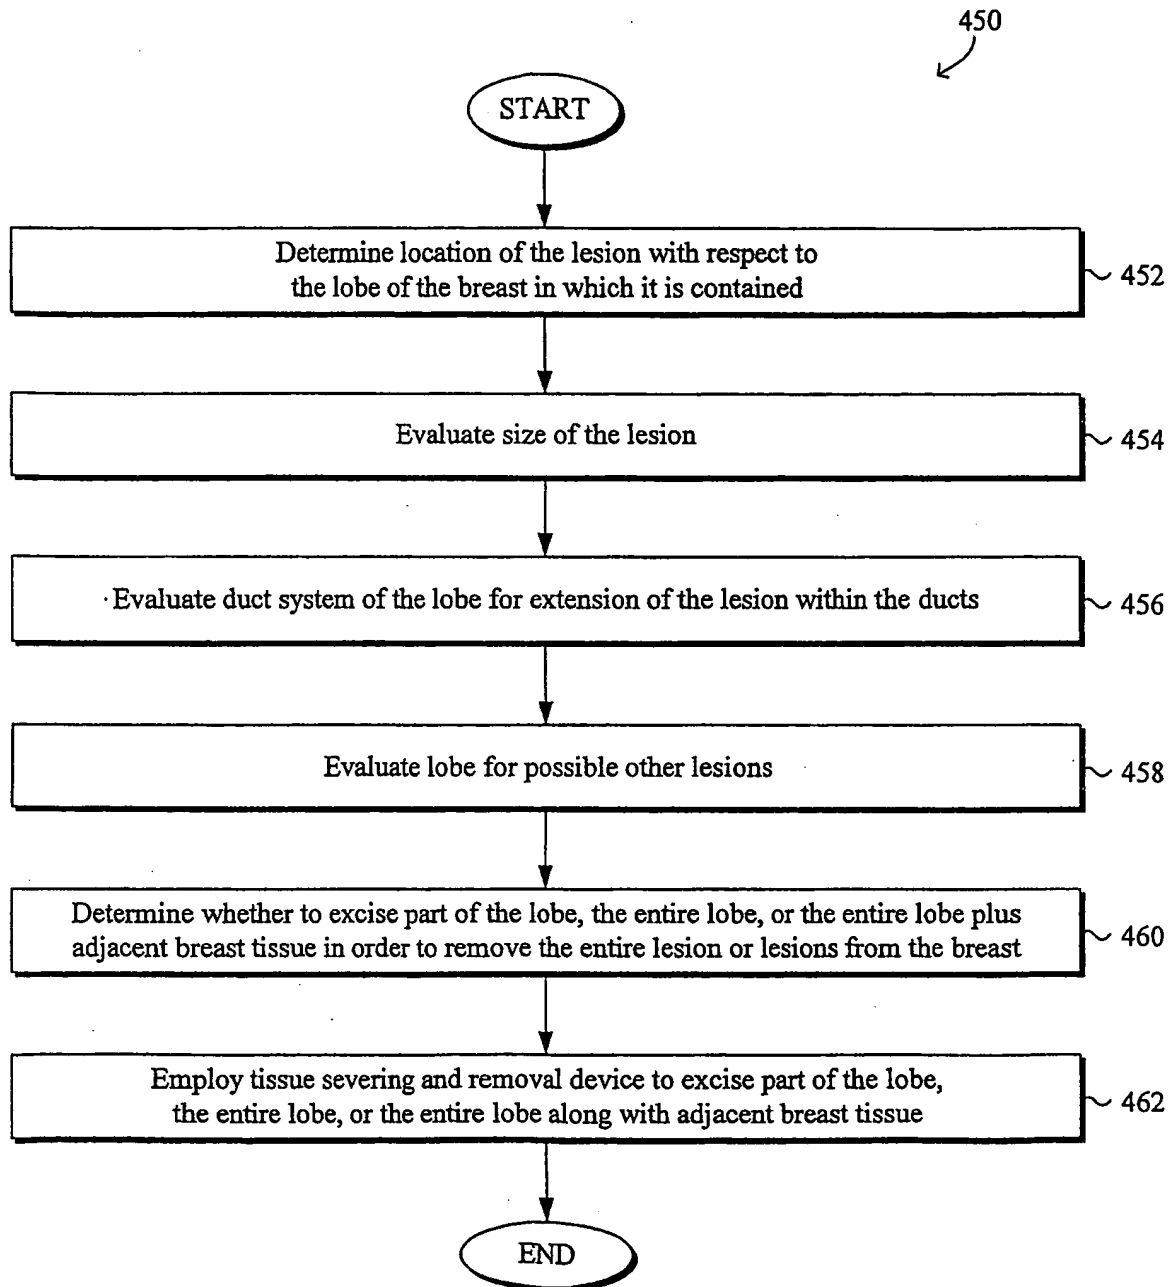 450
START
Determine location of the lesion with respect to
the lobe of the breast in which it is contained
452
Evaluate size of the lesion
454
Evaluate duct system of the lobe for extension of the lesion within the ducts
456
Evaluate lobe for possible other lesions
458
Determine whether to excise part of the lobe, the entire lobe, or the entire lobe plus
adjacent breast tissue in order to remove the entire lesion or lesions from the breast
460
Employ tissue severing and removal device to excise part of the lobe,
the entire lobe, or the entire lobe along with adjacent breast tissue
462
END